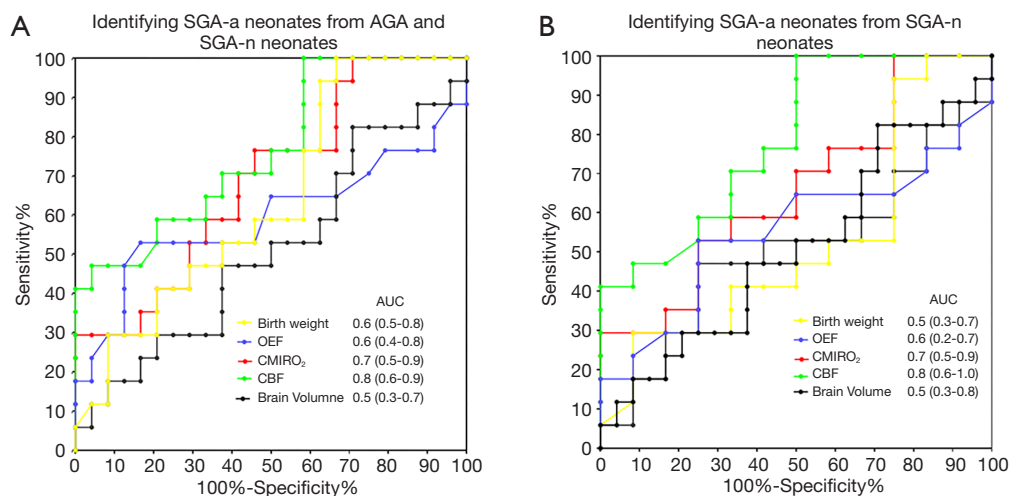 A
Identifying SGA-a neonates from AGA and
SGA-n neonates
100
90
80
70
60
50
40
30
20
10
0
Sensitivity%
AUC
Birth weight 0.6 (0.5-0.8)
OEF 0.6 (0.4-0.8)
CMIRO₂ 0.7 (0.5-0.9)
CBF 0.8 (0.6-0.9)
Brain Volumne 0.5 (0.3-0.7)
0 10 20 30 40 50 60 70 80 90 100
100%-Specificity%
B
Identifying SGA-a neonates from SGA-n
neonates
100
90
80
70
60
50
40
30
20
10
0
Sensitivity%
AUC
Birth weight 0.5 (0.3-0.7)
OEF 0.6 (0.2-0.7)
CMIRO₂ 0.7 (0.5-0.9)
CBF 0.8 (0.6-1.0)
Brain Volumne 0.5 (0.3-0.8)
0 10 20 30 40 50 60 70 80 90 100
100%-Specificity%